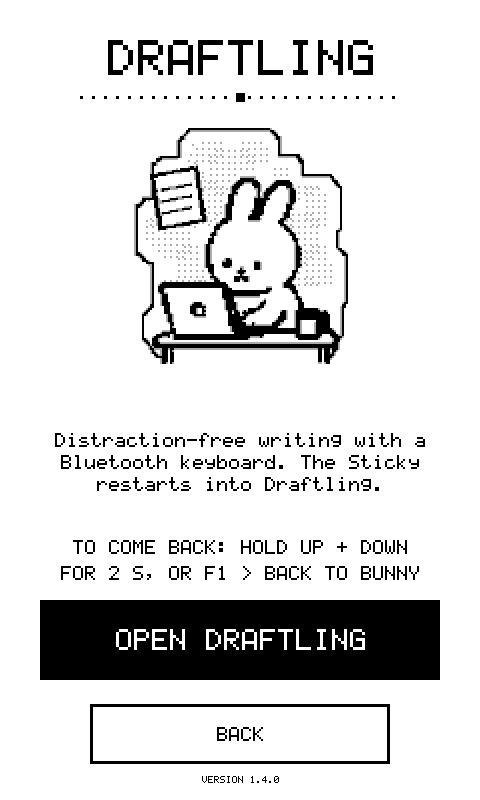 DRAFTLING
Distraction-free writing with a
Bluetooth keyboard. The Sticky
restarts into Draftling.
TO COME BACK: HOLD UP + DOWN
FOR 2 S, OR F1 > BACK TO BUNNY
OPEN DRAFTLING
BACK
VERSION 1.4.0